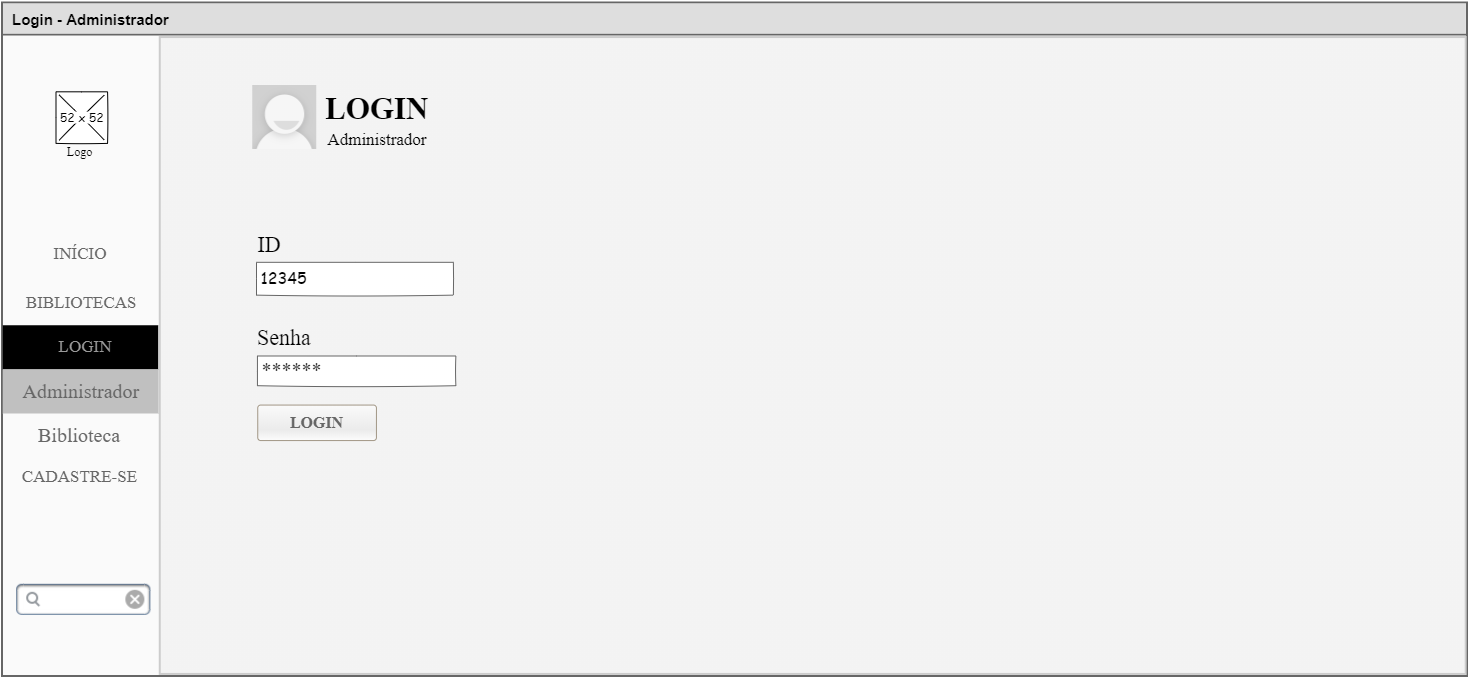 Login - Administrador
52 x 52
Logo
INÍCIO
BIBLIOTECAS
LOGIN
Administrador
Biblioteca
CADASTRE-SE
LOGIN
Administrador
ID
12345
Senha
******
LOGIN